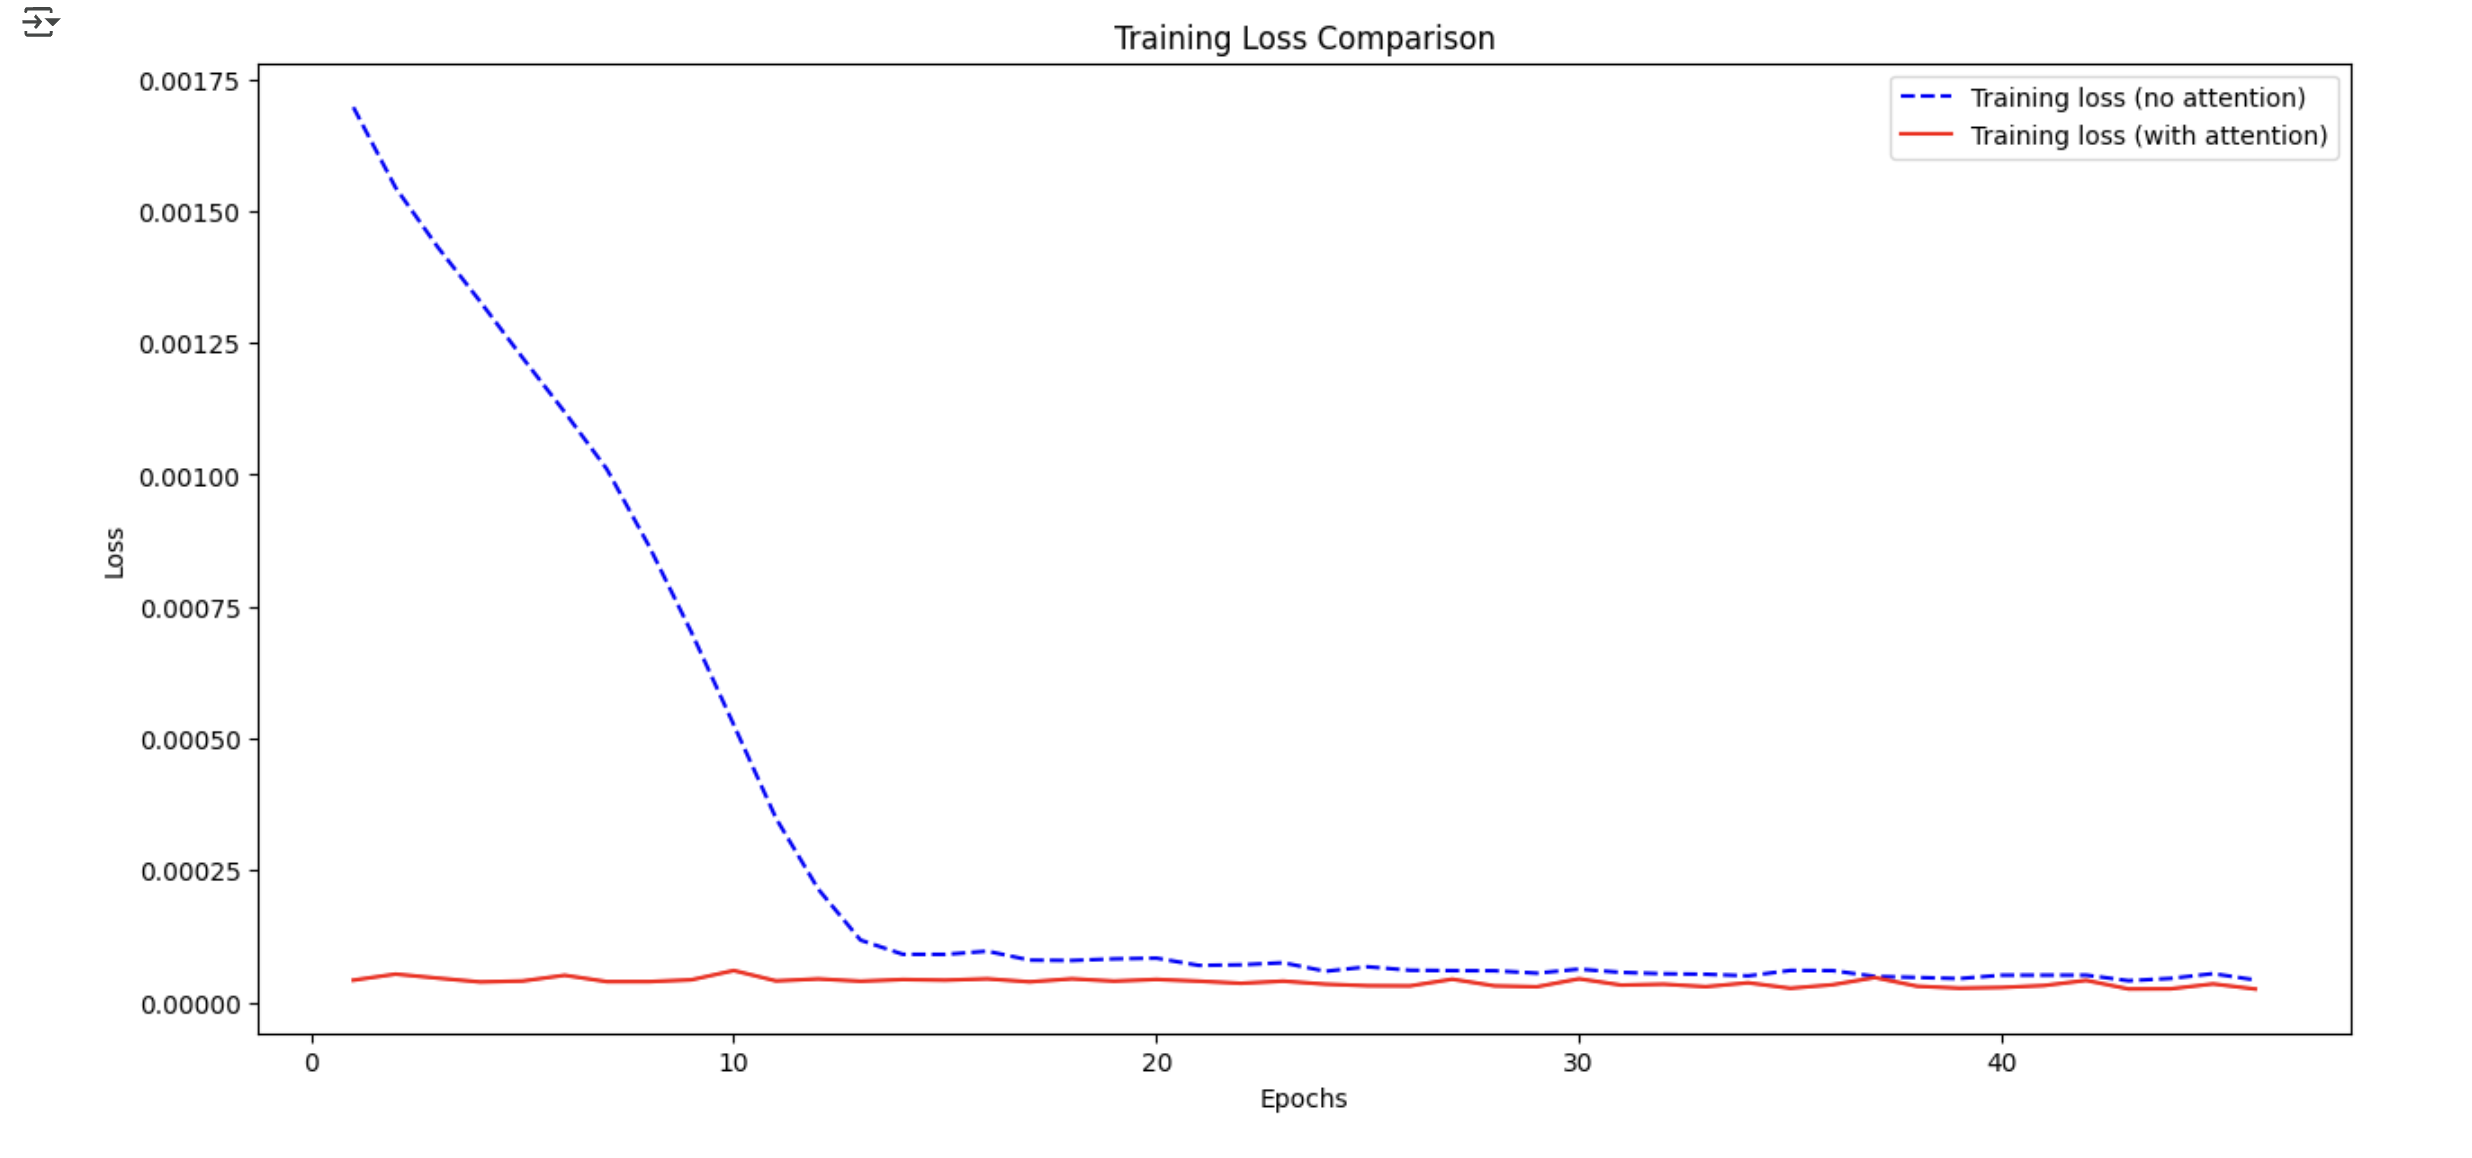 Training Loss Comparison
Training loss (no attention)
Training loss (with attention)
0.00175
0.00150
0.00125
0.00100
0.00075
0.00050
0.00025
0.00000
Loss
0 10 20 30 40
Epochs